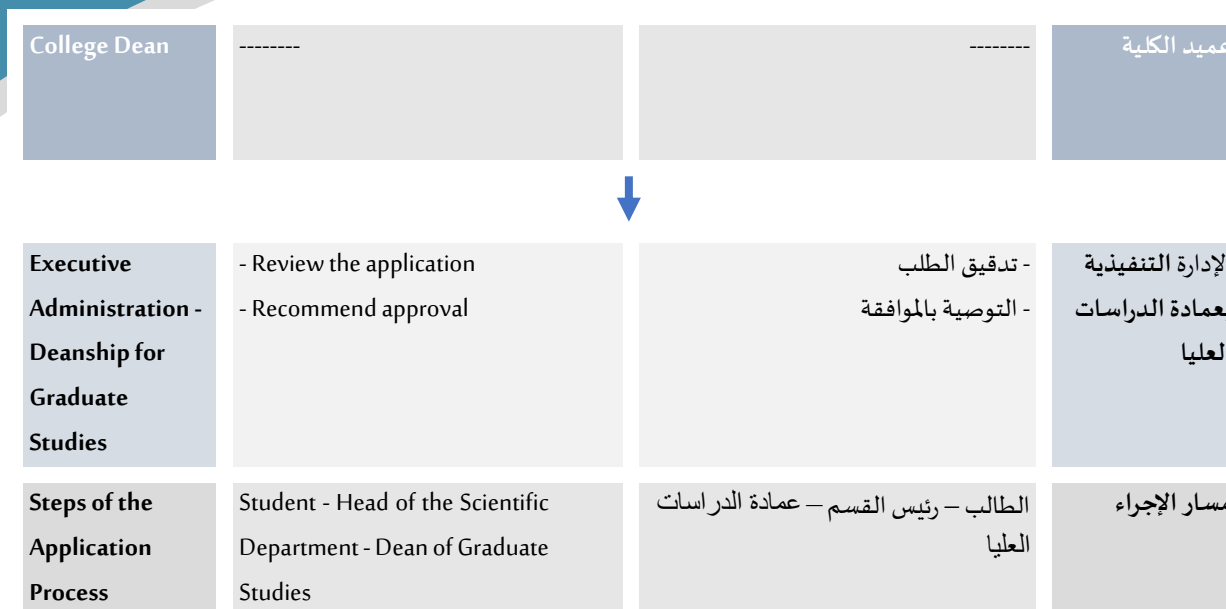 College Dean
--------
--------
عميد الكلية
Executive
Administration -
Deanship for
Graduate
Studies
- Review the application
- Recommend approval
- تدقيق الطلب
- التوصية بالموافقة
الإدارة التنفيذية
لعمادة الدراسات
العليا
Steps of the
Application
Process
Student - Head of the Scientific
Department - Dean of Graduate
Studies
الطالب – رئيس القسم – عمادة الدراسات
العليا
مسار الإجراء